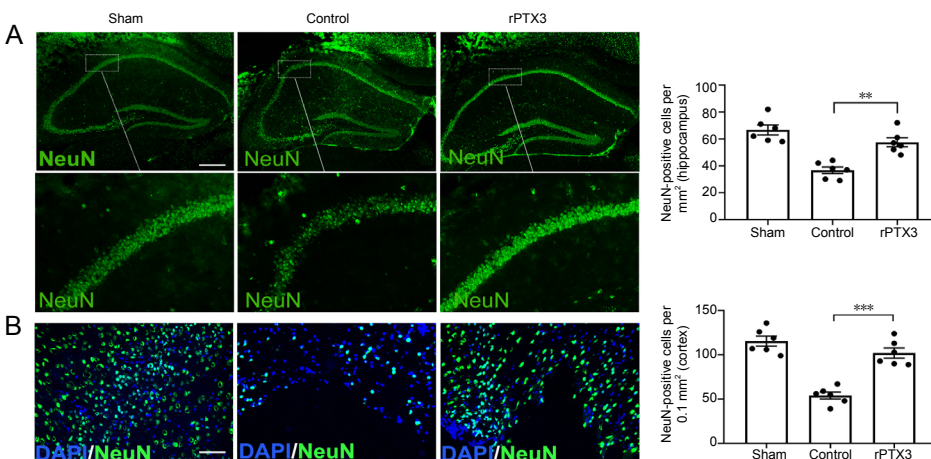 Sham Control rPTX3
A
NeuN NeuN NeuN
NeuN NeuN NeuN
NeuN-positive cells per
mm² (hippocampus)
100
80
60
40
20
0
**
Sham Control rPTX3
B
DAPI/NeuN DAPI/NeuN DAPI/NeuN
NeuN-positive cells per
0.1 mm² (cortex)
150
100
50
0
***
Sham Control rPTX3